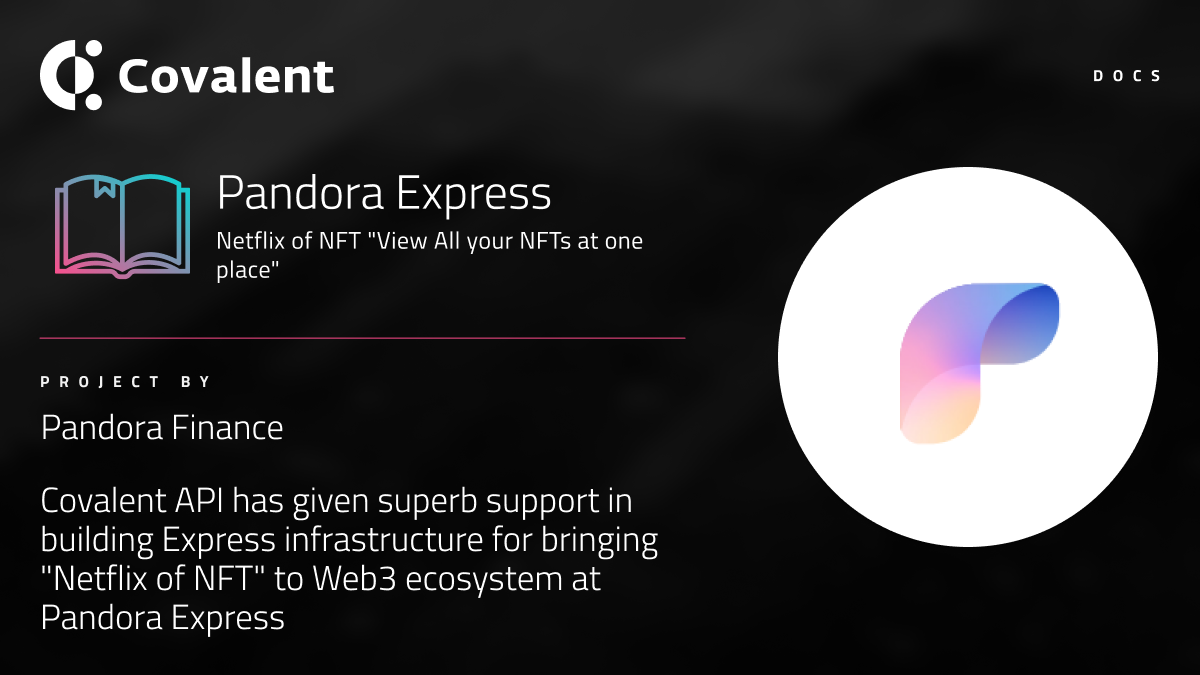 Covalent
DOCS
Pandora Express
Netflix of NFT "View All your NFTs at one
place"
PROJECT BY
Pandora Finance
Covalent API has given superb support in
building Express infrastructure for bringing
"Netflix of NFT" to Web3 ecosystem at
Pandora Express